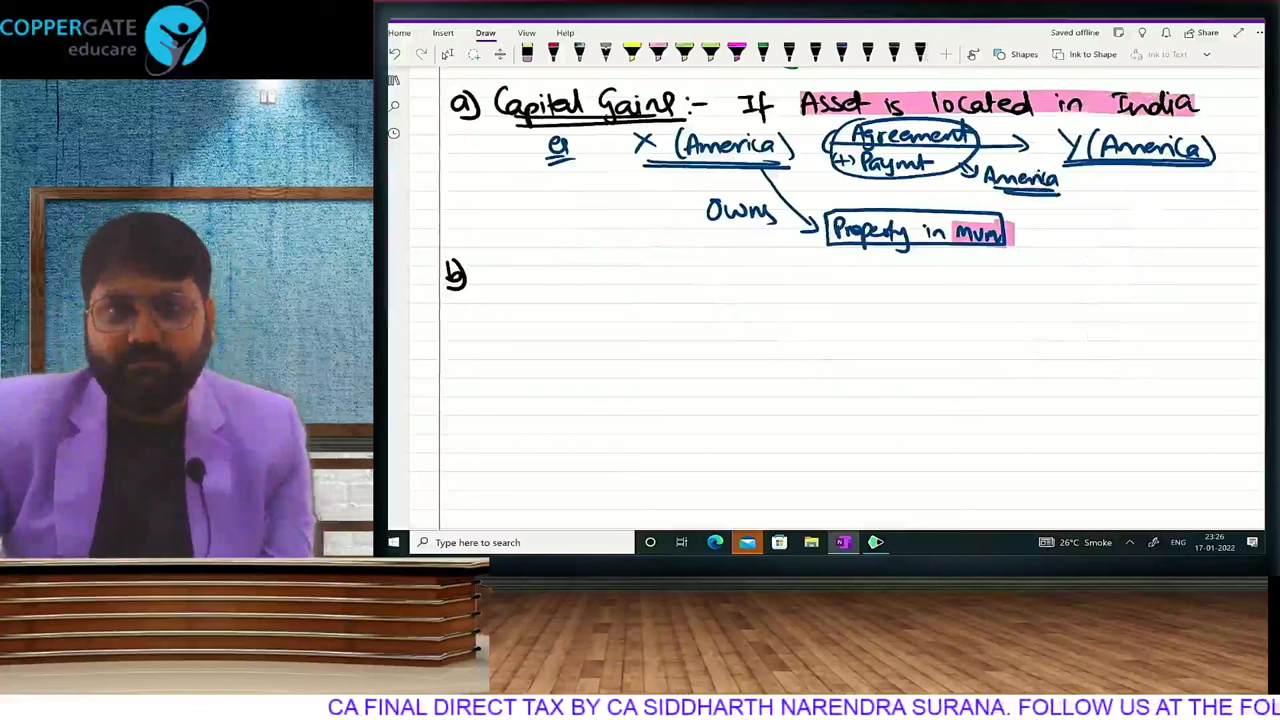 COPPERGATE
educare
Home Insert Draw View Help
Saved offline
Share
Shapes
Ink to Shape
Ink to Text
a) Capital Gains :- If Asset is located in India
eg X (America) Agreement Y (America)
(+) Paymt America
Owns
Property in Mum
b)
Type here to search
26°C Smoke
ENG
23:26
17-01-2022
CA FINAL DIRECT TAX BY CA SIDDHARTH NARENDRA SURANA. FOLLOW US AT THE FOL